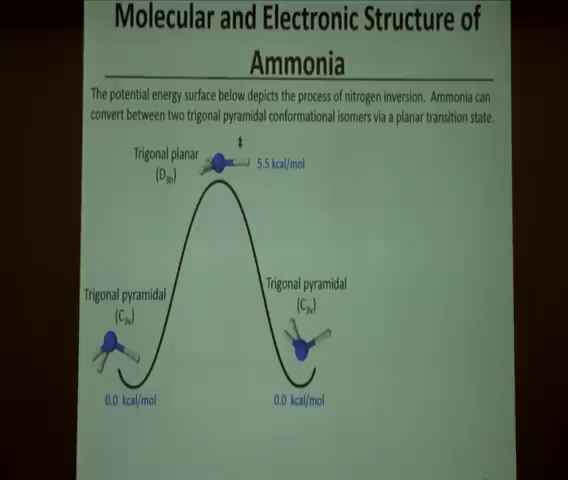 Molecular and Electronic Structure of
Ammonia
The potential energy surface below depicts the process of nitrogen inversion. Ammonia can
convert between two trigonal pyramidal conformational isomers via a planar transition state.
Trigonal planar
(D3h)
‡
5.5 kcal/mol
Trigonal pyramidal
(C3v)
Trigonal pyramidal
(C3v)
0.0 kcal/mol
0.0 kcal/mol